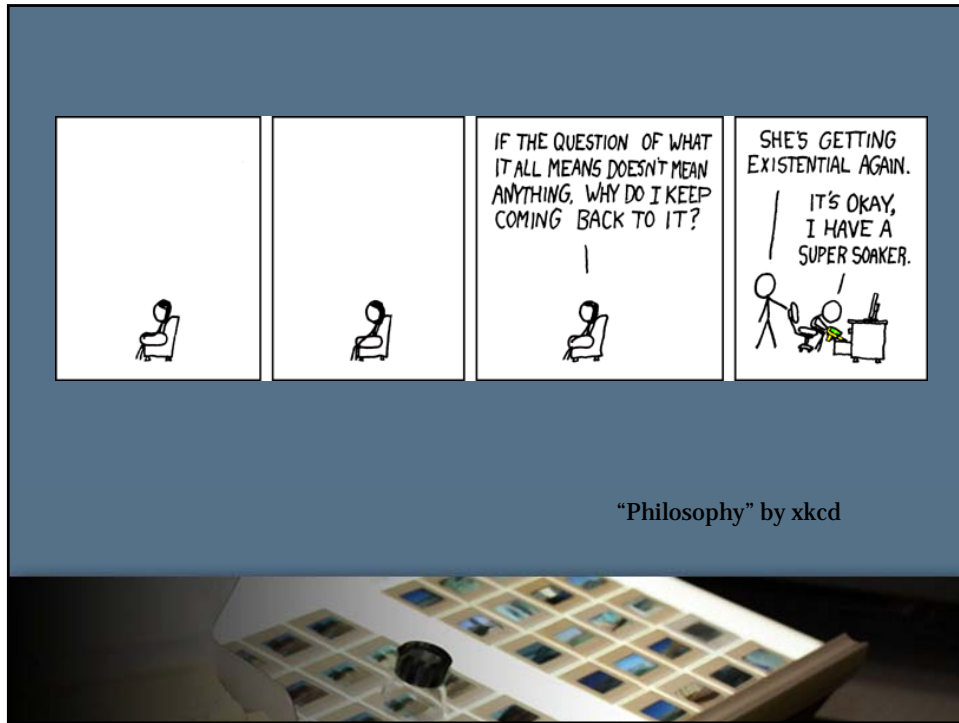 IF THE QUESTION OF WHAT
IT ALL MEANS DOESN'T MEAN
ANYTHING, WHY DO I KEEP
COMING BACK TO IT?
SHE'S GETTING
EXISTENTIAL AGAIN.
IT'S OKAY,
I HAVE A
SUPER SOAKER.
“Philosophy” by xkcd